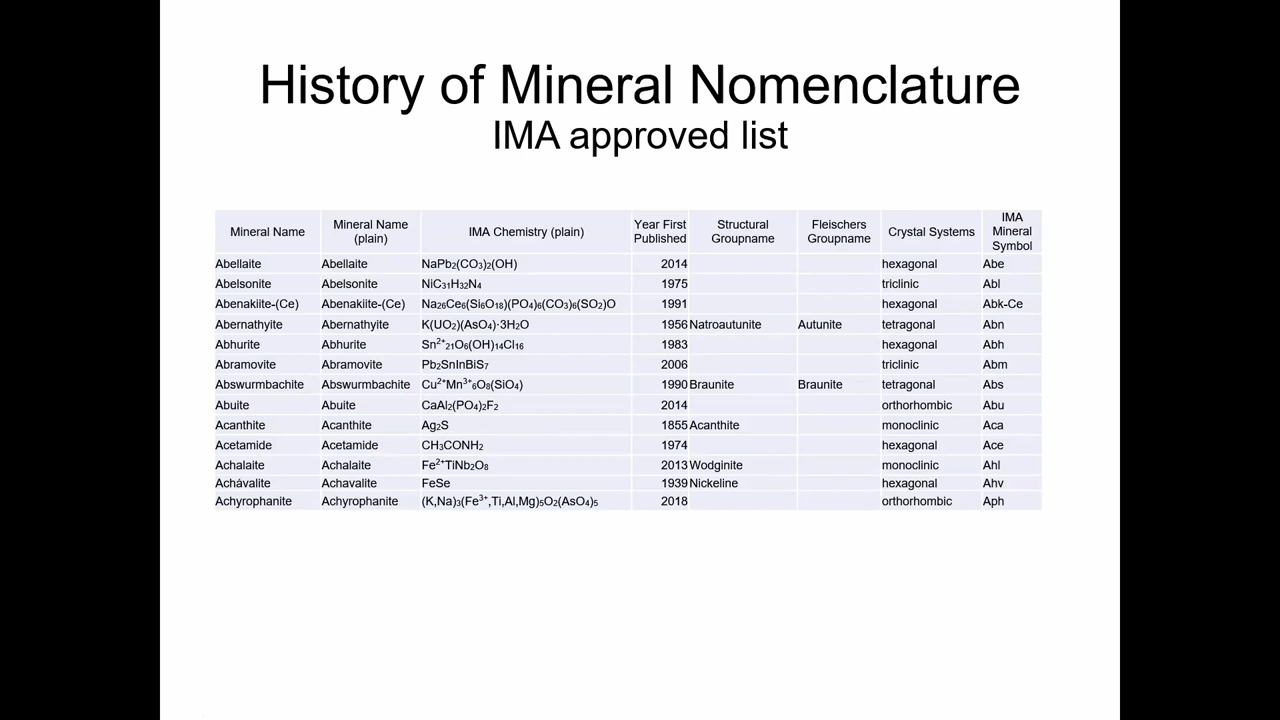 History of Mineral Nomenclature
IMA approved list
Mineral Name Mineral Name (plain) IMA Chemistry (plain) Year First Published Structural Groupname Fleischers Groupname Crystal Systems IMA Mineral Symbol
Abellaite Abellaite NaPb₂(CO₃)₂(OH) 2014 hexagonal Abe
Abelsonite Abelsonite NiC₃₁H₃₂N₄ 1975 triclinic Abl
Abenakiite-(Ce) Abenakiite-(Ce) Na₂₆Ce₆(Si₆O₁₈)(PO₄)₆(CO₃)₆(SO₂)O 1991 hexagonal Abk-Ce
Abernathyite Abernathyite K(UO₂)(AsO₄)·3H₂O 1956 Natroautunite Autunite tetragonal Abn
Abhurite Abhurite Sn²⁺₂₁O₆(OH)₁₄Cl₁₆ 1983 hexagonal Abh
Abramovite Abramovite Pb₂SnInBiS₇ 2006 triclinic Abm
Abswurmbachite Abswurmbachite Cu²⁺Mn³⁺₆O₈(SiO₄) 1990 Braunite Braunite tetragonal Abs
Abuite Abuite CaAl₂(PO₄)₂F₂ 2014 orthorhombic Abu
Acanthite Acanthite Ag₂S 1855 Acanthite monoclinic Aca
Acetamide Acetamide CH₃CONH₂ 1974 hexagonal Ace
Achalaite Achalaite Fe²⁺TiNb₂O₈ 2013 Wodginite monoclinic Ahl
Achávalite Achavalite FeSe 1939 Nickeline hexagonal Ahv
Achyrophanite Achyrophanite (K,Na)₃(Fe³⁺,Ti,Al,Mg)₅O₂(AsO₄)₅ 2018 orthorhombic Aph